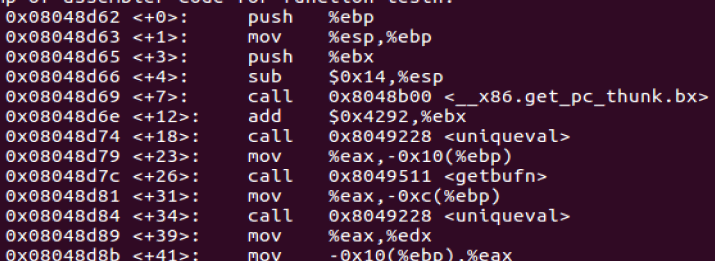 of assembler code for function testn:
0x08048d62 <+0>: push %ebp
0x08048d63 <+1>: mov %esp,%ebp
0x08048d65 <+3>: push %ebx
0x08048d66 <+4>: sub $0x14,%esp
0x08048d69 <+7>: call 0x8048b00 <__x86.get_pc_thunk.bx>
0x08048d6e <+12>: add $0x4292,%ebx
0x08048d74 <+18>: call 0x8049228 <uniqueval>
0x08048d79 <+23>: mov %eax,-0x10(%ebp)
0x08048d7c <+26>: call 0x8049511 <getbufn>
0x08048d81 <+31>: mov %eax,-0xc(%ebp)
0x08048d84 <+34>: call 0x8049228 <uniqueval>
0x08048d89 <+39>: mov %eax,%edx
0x08048d8b <+41>: mov -0x10(%ebp),%eax